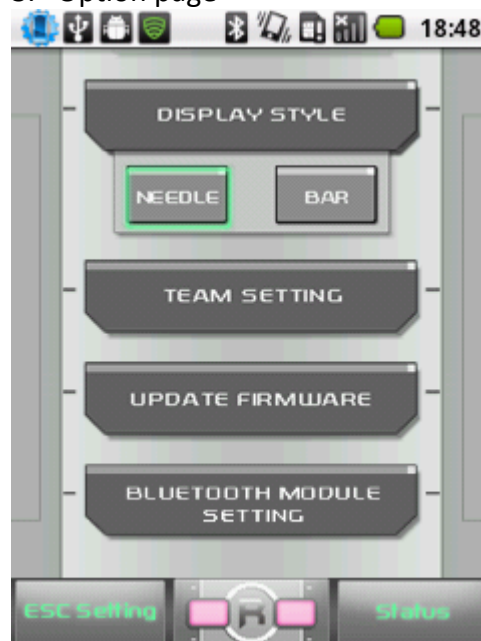 Option page
18:48
DISPLAY STYLE
NEEDLE
BAR
TEAM SETTING
UPDATE FIRMWARE
BLUETOOTH MODULE
SETTING
ESC Setting
R
Status